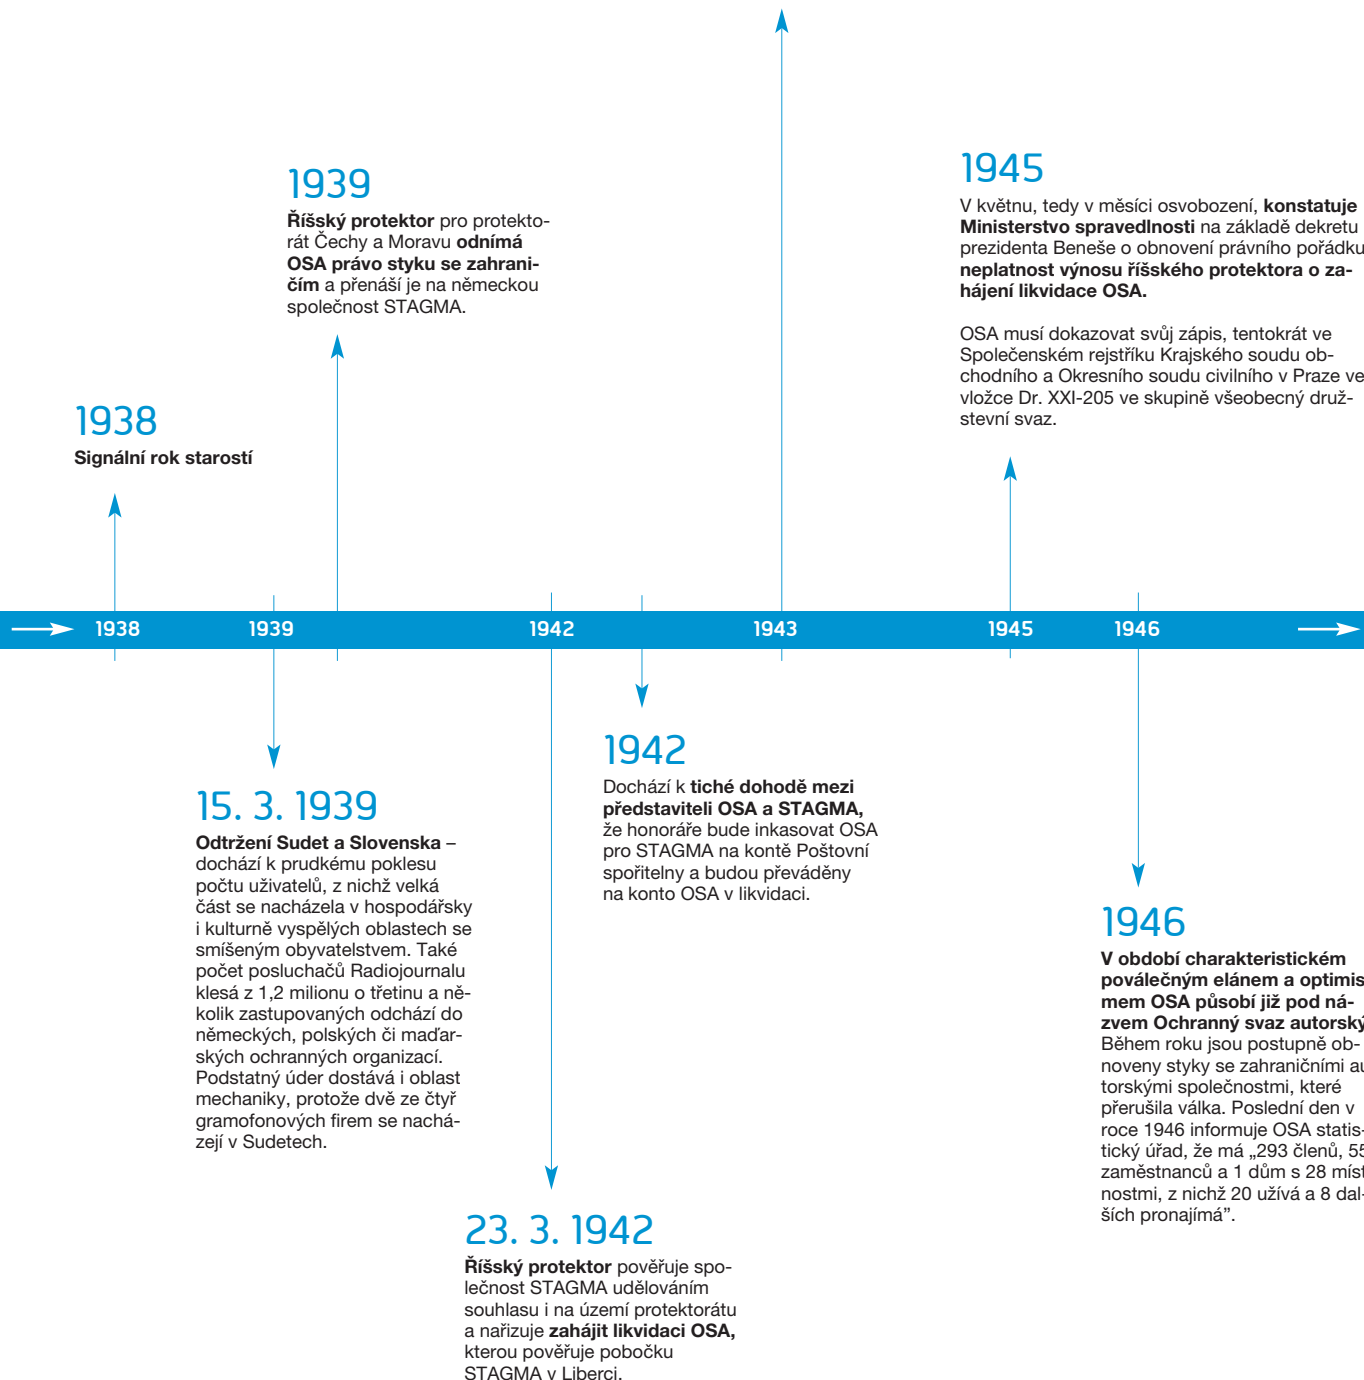 1939
Říšský protektor pro protekto-
rát Čechy a Moravu odnímá
OSA právo styku se zahrani-
čím a přenáší je na německou
společnost STAGMA.
1945
V květnu, tedy v měsíci osvobození, konstatuje
Ministerstvo spravedlnosti na základě dekretu
prezidenta Beneše o obnovení právního pořádku
neplatnost výnosu říšského protektora o za-
hájení likvidace OSA.
OSA musí dokazovat svůj zápis, tentokrát ve
Společenském rejstříku Krajského soudu ob-
chodního a Okresního soudu civilního v Praze ve
vložce Dr. XXI-205 ve skupině všeobecný druž-
stevní svaz.
1938
Signální rok starostí
1938 1939 1942 1943 1945 1946
1942
Dochází k tiché dohodě mezi
představiteli OSA a STAGMA,
že honoráře bude inkasovat OSA
pro STAGMA na kontě Poštovní
spořitelny a budou převáděny
na konto OSA v likvidaci.
15. 3. 1939
Odtržení Sudet a Slovenska –
dochází k prudkému poklesu
počtu uživatelů, z nichž velká
část se nacházela v hospodářsky
i kulturně vyspělých oblastech se
smíšeným obyvatelstvem. Také
počet posluchačů Radiojournalu
klesá z 1,2 milionu o třetinu a ně-
kolik zastupovaných odchází do
německých, polských či maďar-
ských ochranných organizací.
Podstatný úder dostává i oblast
mechaniky, protože dvě ze čtyř
gramofonových firem se nachá-
zejí v Sudetech.
1946
V období charakteristickém
poválečným elánem a optimis
mem OSA působí již pod ná-
zvem Ochranný svaz autorský
Během roku jsou postupně ob-
noveny styky se zahraničními au
torskými společnostmi, které
přerušila válka. Poslední den v
roce 1946 informuje OSA statis-
tický úřad, že má „293 členů, 55
zaměstnanců a 1 dům s 28 míst
nostmi, z nichž 20 užívá a 8 dal-
ších pronajímá”.
23. 3. 1942
Říšský protektor pověřuje spo-
lečnost STAGMA udělováním
souhlasu i na území protektorátu
a nařizuje zahájit likvidaci OSA,
kterou pověřuje pobočku
STAGMA v Liberci.